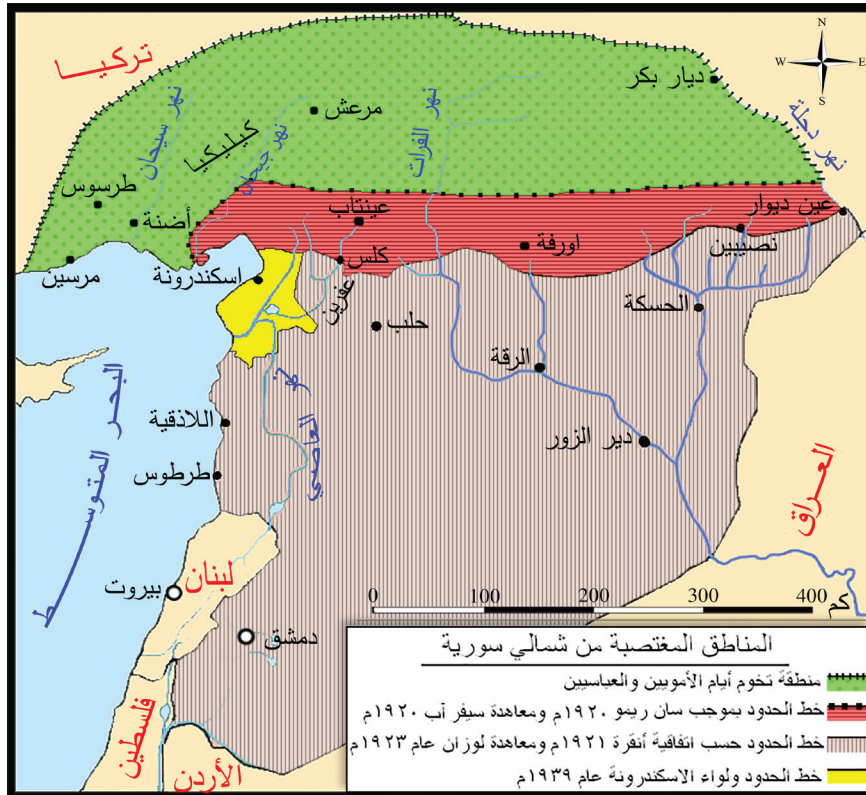 N
W E
S
تركيـــا
ديار بكر
نهر دجلة
مرعش
نهر الفرات
كيليكيا
نهر سيحان
نهر جيحان
طرسوس
أضنة
عينتاب
عين ديوار
نصيبين
اورفة
مرسين
اسكندرونة
كلس
عفرين
الحسكة
حلب
الرقة
البحر المتوســط
نهر العاصي
اللاذقية
دير الزور
طرطوس
العــراق
لبنان
بيروت
0 100 200 300 400
كم
دمشق
فلسطين
الأردن
المناطق المغتصبة من شمالي سورية
منطقة تخوم أيام الأمويين والعباسيين
خط الحدود بموجب سان ريمو ١٩٢٠م ومعاهدة سيفر آب ١٩٢٠م
خط الحدود حسب اتفاقية أنقرة ١٩٢١م ومعاهدة لوزان عام ١٩٢٣م
خط الحدود ولواء الاسكندرونة عام ١٩٣٩م